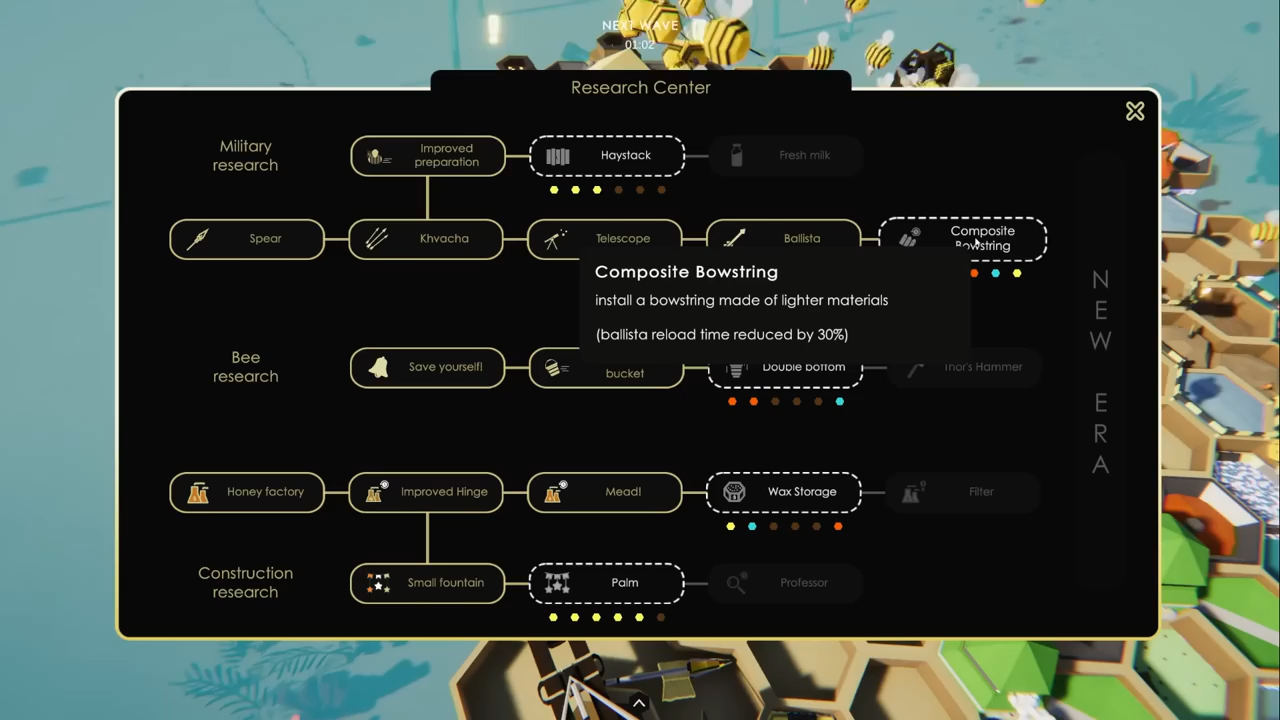 NEXT WAVE
01:02
Research Center
Military
research
Improved
preparation
Haystack
Fresh milk
Spear
Khvacha
Telescope
Ballista
Composite
Bowstring
Composite Bowstring
install a bowstring made of lighter materials
(ballista reload time reduced by 30%)
Bee
research
Save yourself!
bucket
Double bottom
Thor's Hammer
Honey factory
Improved Hinge
Mead!
Wax Storage
Filter
Construction
research
Small fountain
Palm
Professor
NEW ERA